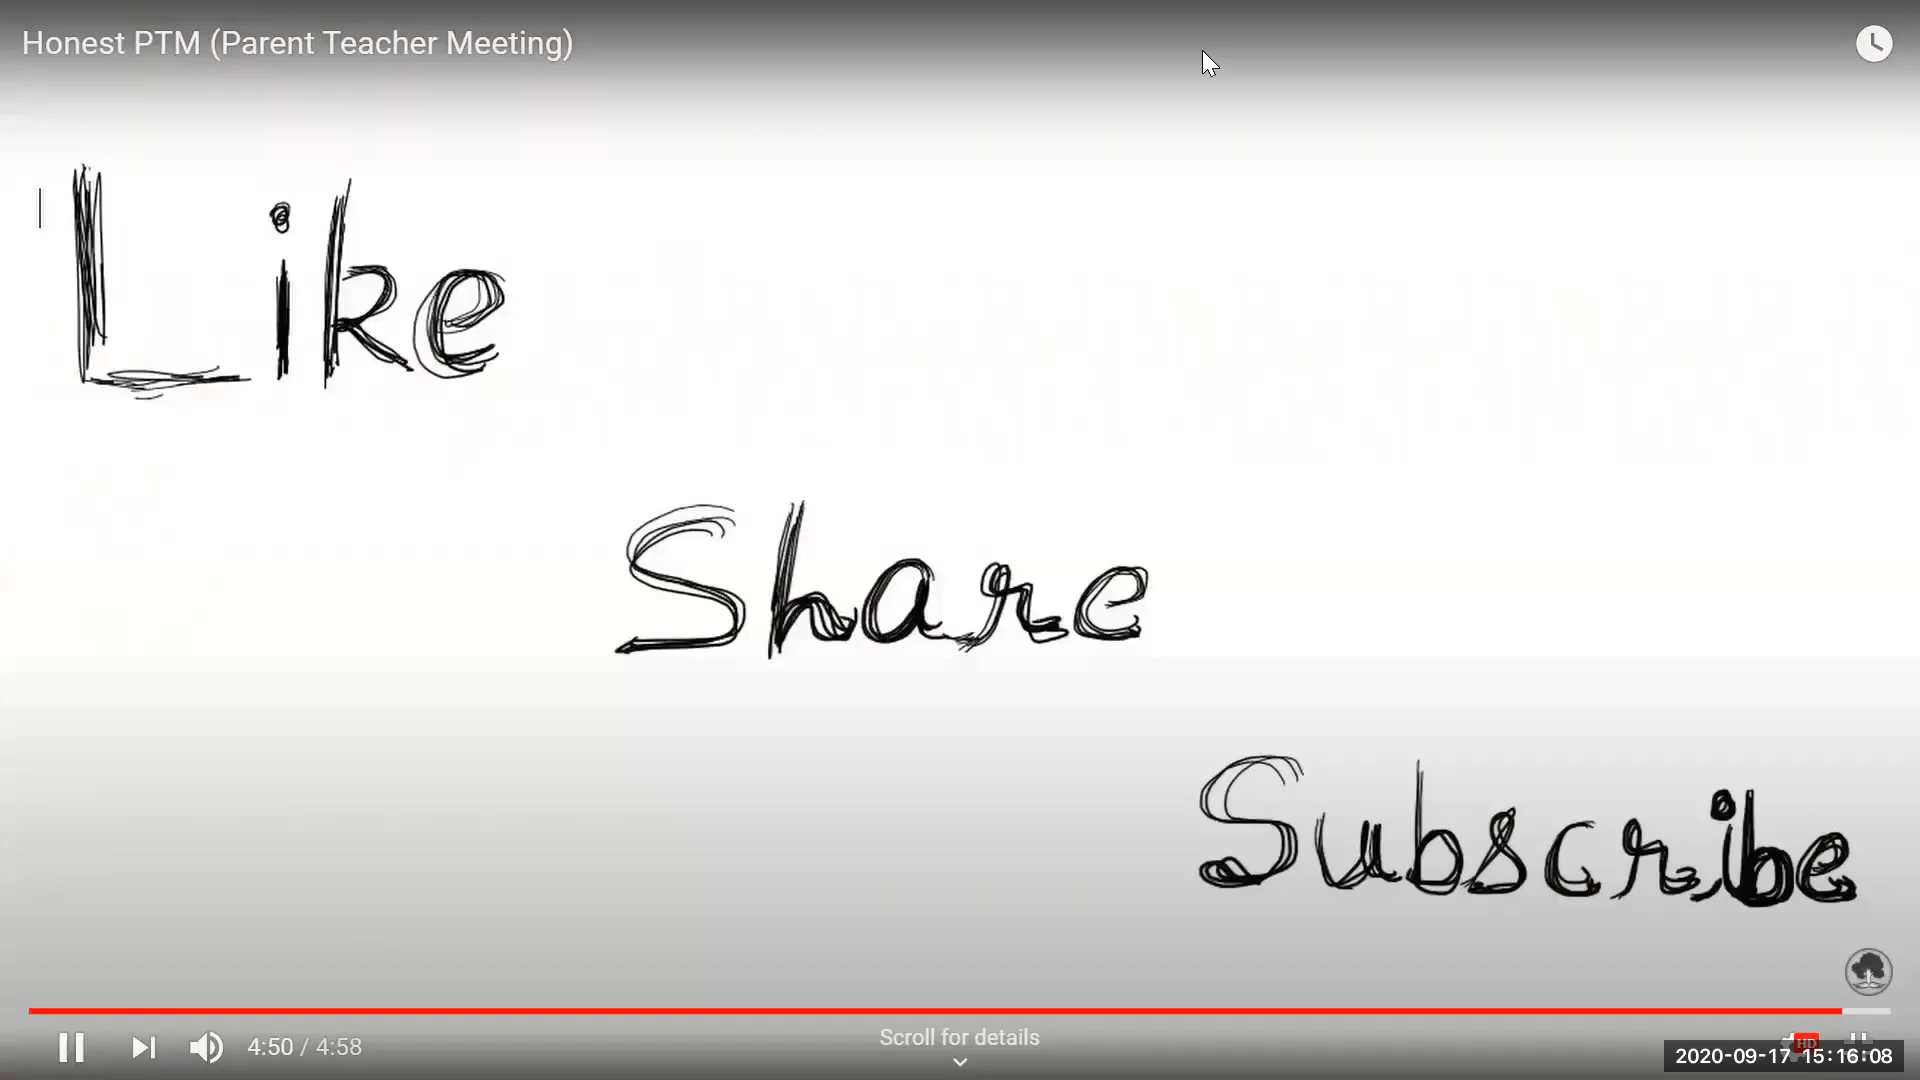 Honest PTM (Parent Teacher Meeting)
Like
Share
Subscribe
4:50 / 4:58
Scroll for details
HD
2020-09-17 15:16:08